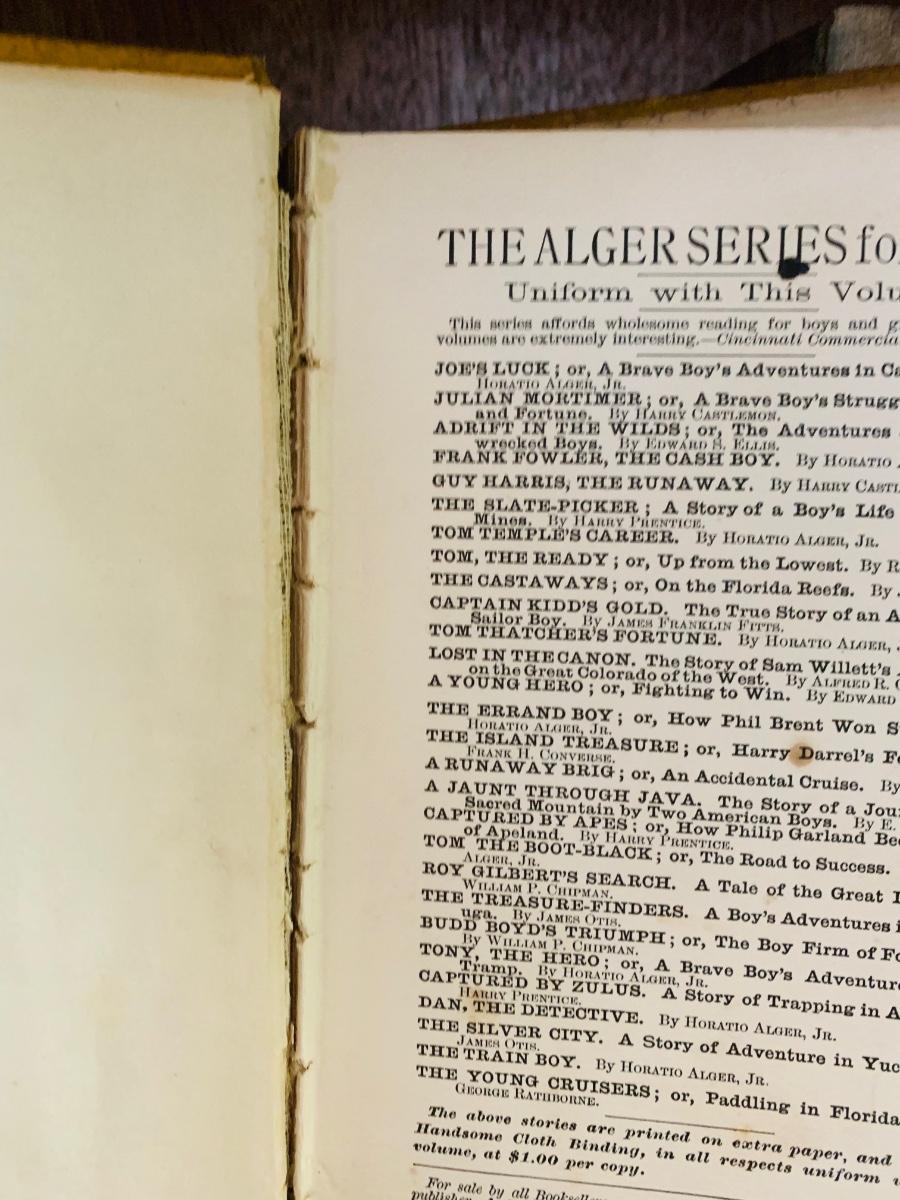 THE ALGER SERIES fo
Uniform with This Volu
This series affords wholesome reading for boys and g
volumes are extremely interesting.—Cincinnati Commercia
JOE'S LUCK; or, A Brave Boy's Adventures in Ca
HORATIO ALGER, JR.
JULIAN MORTIMER; or, A Brave Boy's Strugg
and Fortune. By HARRY CASTLEMON.
ADRIFT IN THE WILDS; or, The Adventures
wrecked Boys. By EDWARD S. ELLIS.
FRANK FOWLER, THE CASH BOY. By HORATIO
GUY HARRIS, THE RUNAWAY. By HARRY CASTL
THE SLATE-PICKER; A Story of a Boy's Life
Mines. By HARRY PRENTICE.
TOM TEMPLE'S CAREER. By HORATIO ALGER, JR.
TOM, THE READY; or, Up from the Lowest. By R
THE CASTAWAYS; or, On the Florida Reefs. By
CAPTAIN KIDD'S GOLD. The True Story of an A
Sailor Boy. By JAMES FRANKLIN FITTS.
TOM THATCHER'S FORTUNE. By HORATIO ALGER,
LOST IN THE CANON. The Story of Sam Willett's
on the Great Colorado of the West. By ALFRED R. C
A YOUNG HERO; or, Fighting to Win. By EDWARD
THE ERRAND BOY; or, How Phil Brent Won S
HORATIO ALGER, JR.
THE ISLAND TREASURE; or, Harry Darrel's Fo
FRANK H. CONVERSE.
A RUNAWAY BRIG; or, An Accidental Cruise. By
A JAUNT THROUGH JAVA. The Story of a Jour
Sacred Mountain by Two American Boys. By E.
CAPTURED BY APES; or, How Philip Garland Bec
of Apeland. By HARRY PRENTICE.
TOM THE BOOT-BLACK; or, The Road to Success.
ALGER, JR.
ROY GILBERT'S SEARCH. A Tale of the Great L
WILLIAM P. CHIPMAN.
THE TREASURE-FINDERS. A Boy's Adventures i
uga. By JAMES OTIS.
BUDD BOYD'S TRIUMPH; or, The Boy Firm of Fo
By WILLIAM P. CHIPMAN.
TONY, THE HERO; or, A Brave Boy's Adventure
Tramp. By HORATIO ALGER, JR.
CAPTURED BY ZULUS. A Story of Trapping in A
HARRY PRENTICE.
DAN, THE DETECTIVE. By HORATIO ALGER, JR.
THE SILVER CITY. A Story of Adventure in Yuc
JAMES OTIS.
THE TRAIN BOY. By HORATIO ALGER, JR.
THE YOUNG CRUISERS; or, Paddling in Florida
GEORGE RATHBORNE.
The above stories are printed on extra paper, and
Handsome Cloth Binding, in all respects uniform
volume, at $1.00 per copy.
For sale by all Bookselle
publisher